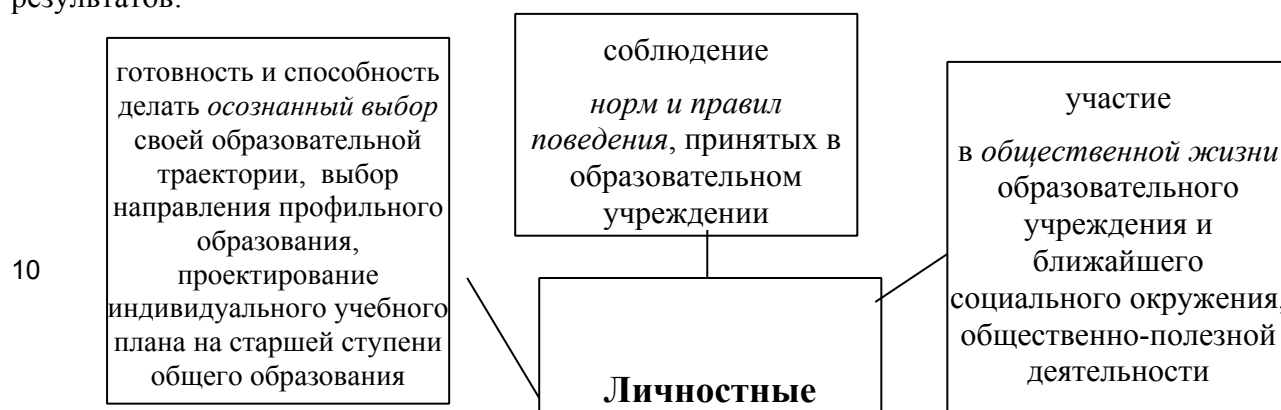 результатов.
готовность и способность
делать осознанный выбор
своей образовательной
траектории, выбор
направления профильного
образования,
проектирование
индивидуального учебного
плана на старшей ступени
общего образования
соблюдение
норм и правил
поведения, принятых в
образовательном
учреждении
участие
в общественной жизни
образовательного
учреждения и
ближайшего
социального окружения,
общественно-полезной
деятельности
10
Личностные